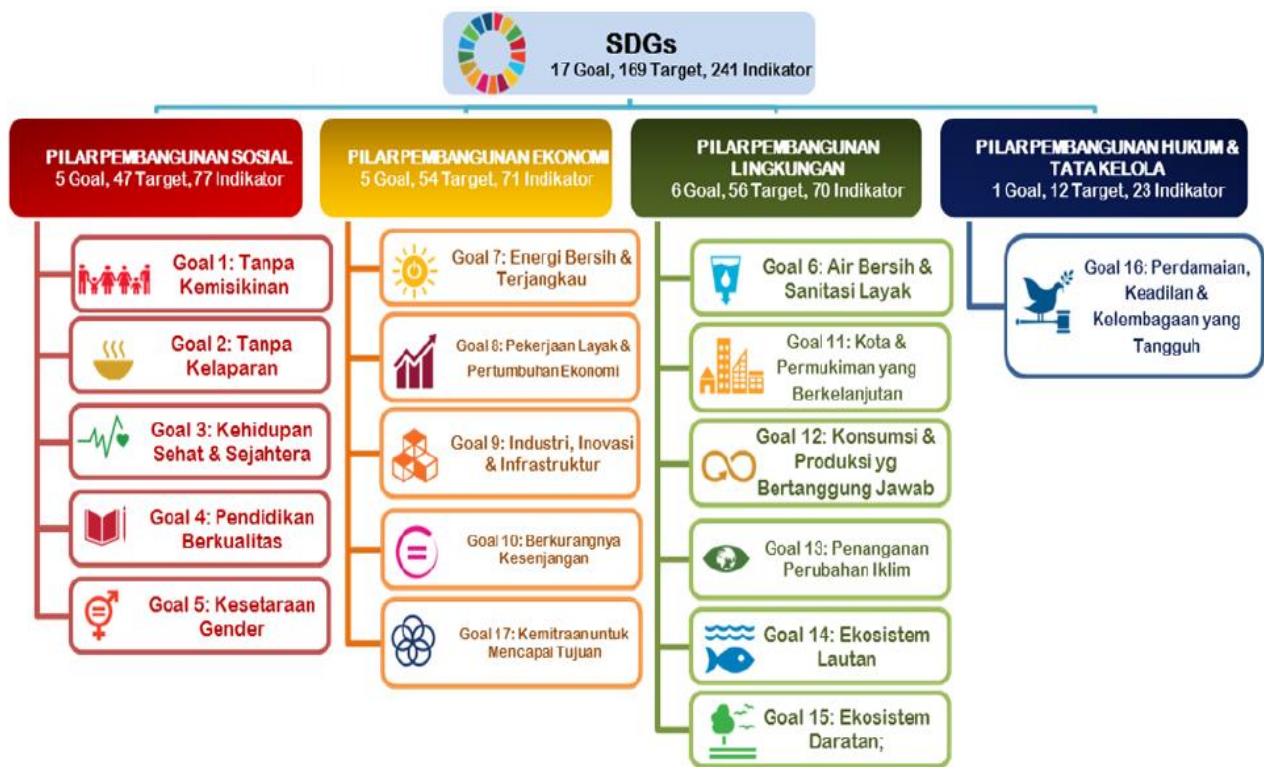 SDGs
17 Goal, 169 Target, 241 Indikator
PILAR PEMBANGUNAN SOSIAL
5 Goal, 47 Target, 77 Indikator
Goal 1: Tanpa
Kemisikinan
Goal 2: Tanpa
Kelaparan
Goal 3: Kehidupan
Sehat & Sejahtera
Goal 4: Pendidikan
Berkualitas
Goal 5: Kesetaraan
Gender
PILAR PEMBANGUNAN EKONOMI
5 Goal, 54 Target, 71 Indikator
Goal 7: Energi Bersih &
Terjangkau
Goal 8: Pekerjaan Layak &
Pertumbuhan Ekonomi
Goal 9: Industri, Inovasi
& Infrastruktur
Goal 10: Berkurangnya
Kesenjangan
Goal 17: Kemitraan untuk
Mencapai Tujuan
PILAR PEMBANGUNAN
LINGKUNGAN
6 Goal, 56 Target, 70 Indikator
Goal 6: Air Bersih &
Sanitasi Layak
Goal 11: Kota &
Permukiman yang
Berkelanjutan
Goal 12: Konsumsi &
Produksi yg
Bertanggung Jawab
Goal 13: Penanganan
Perubahan Iklim
Goal 14: Ekosistem
Lautan
Goal 15: Ekosistem
Daratan;
PILAR PEMBANGUNAN HUKUM &
TATA KELOLA
1 Goal, 12 Target, 23 Indikator
Goal 16: Perdamaian,
Keadilan &
Kelembagaan yang
Tangguh